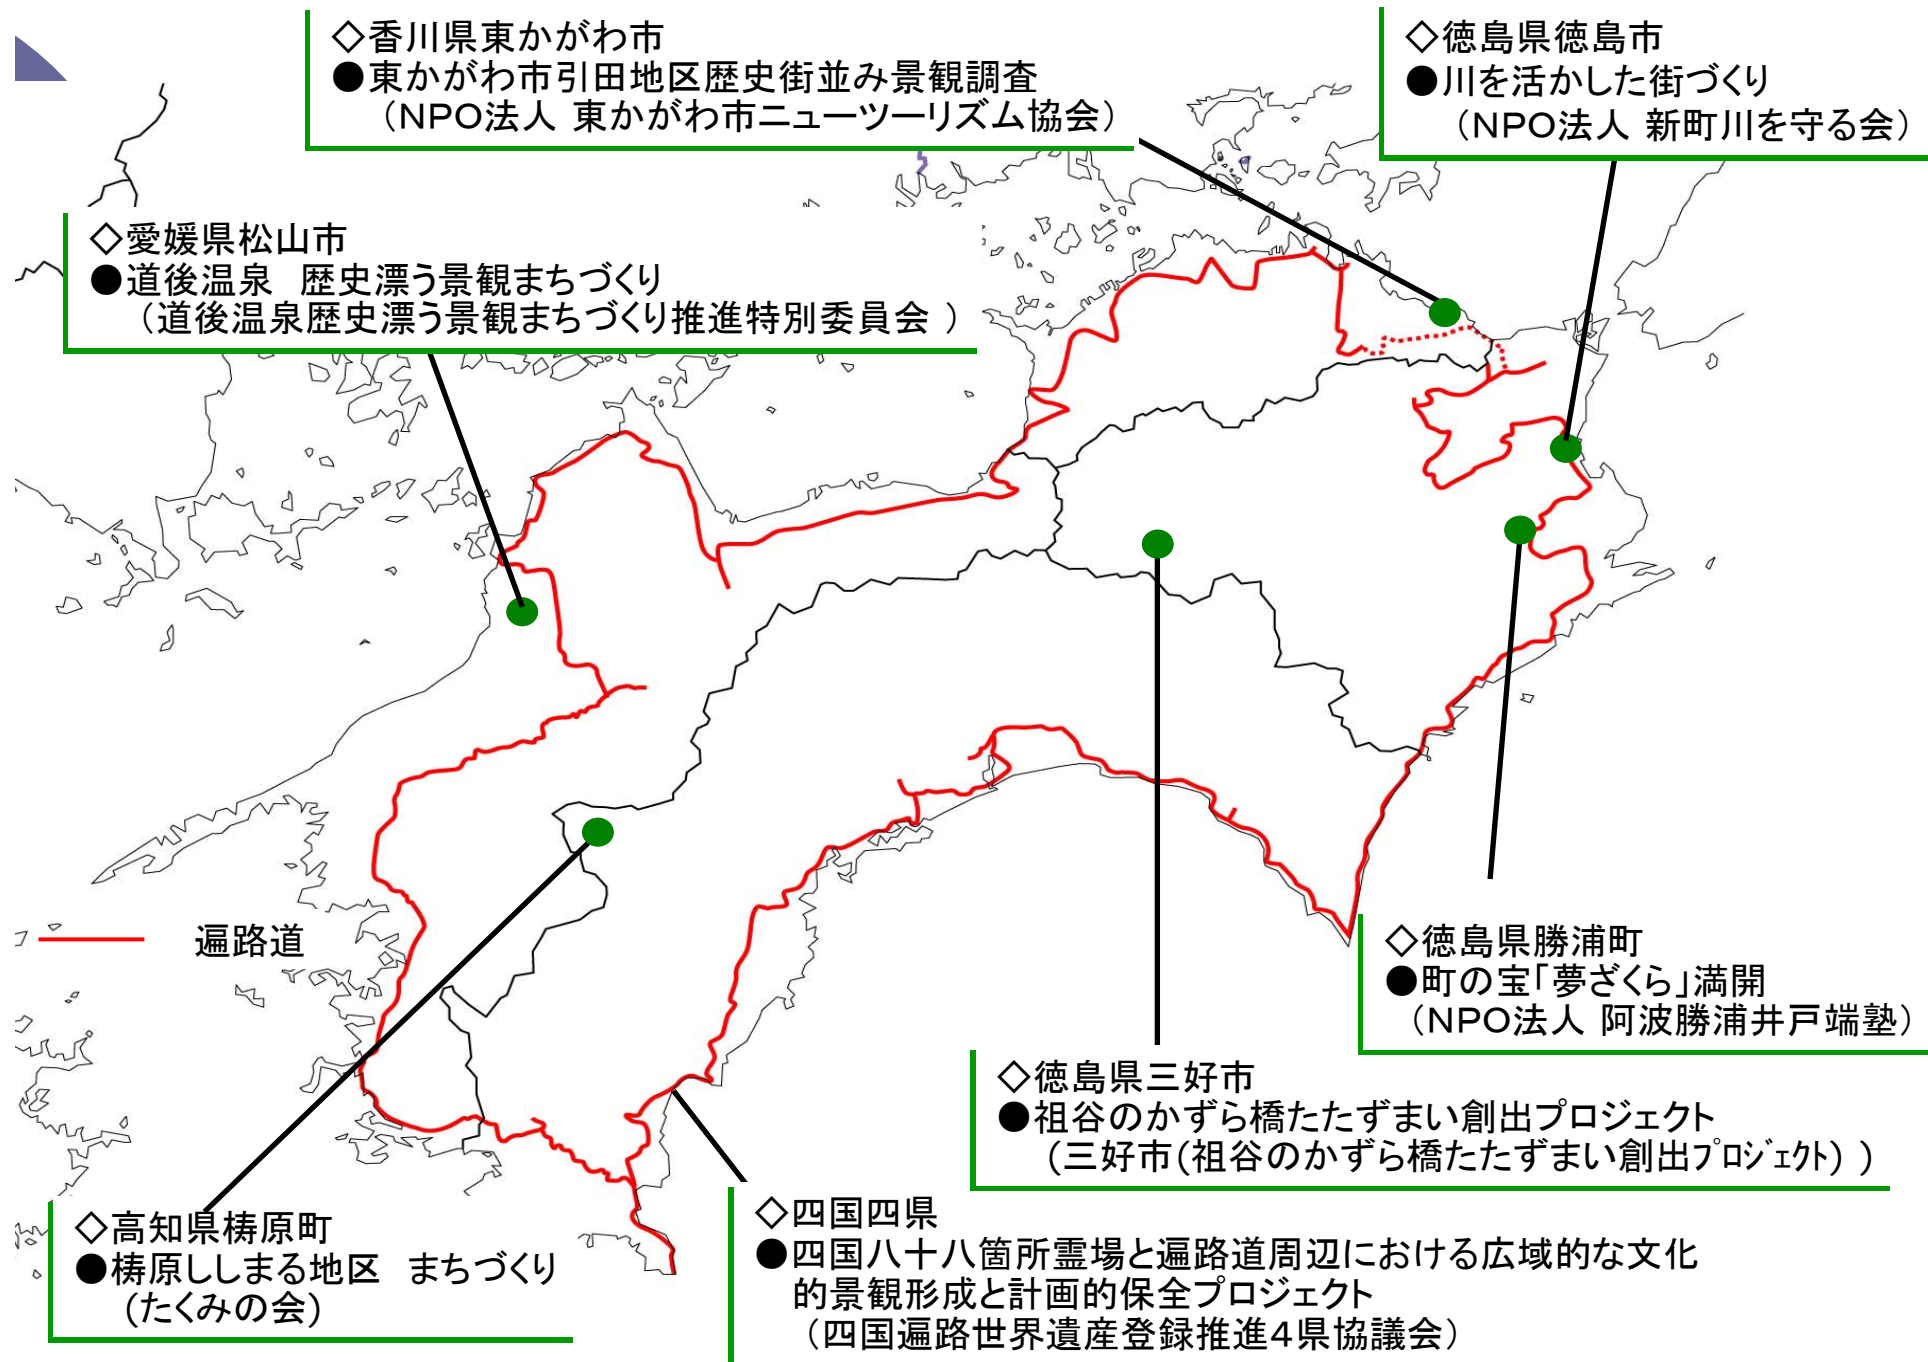 ◇香川県東かがわ市
●東かがわ市引田地区歴史街並み景観調査
（NPO法人 東かがわ市ニューツーリズム協会）
◇徳島県徳島市
●川を活かした街づくり
（NPO法人 新町川を守る会）
◇愛媛県松山市
●道後温泉　歴史漂う景観まちづくり
（道後温泉歴史漂う景観まちづくり推進特別委員会 ）
遍路道
◇徳島県勝浦町
●町の宝｢夢ざくら｣満開
（NPO法人 阿波勝浦井戸端塾）
◇徳島県三好市
●祖谷のかずら橋たたずまい創出プロジェクト
(三好市(祖谷のかずら橋たたずまい創出ﾌﾟﾛｼﾞｪｸﾄ) )
◇高知県梼原町
●梼原ししまる地区　まちづくり
(たくみの会)
◇四国四県
●四国八十八箇所霊場と遍路道周辺における広域的な文化
的景観形成と計画的保全プロジェクト
（四国遍路世界遺産登録推進4県協議会）